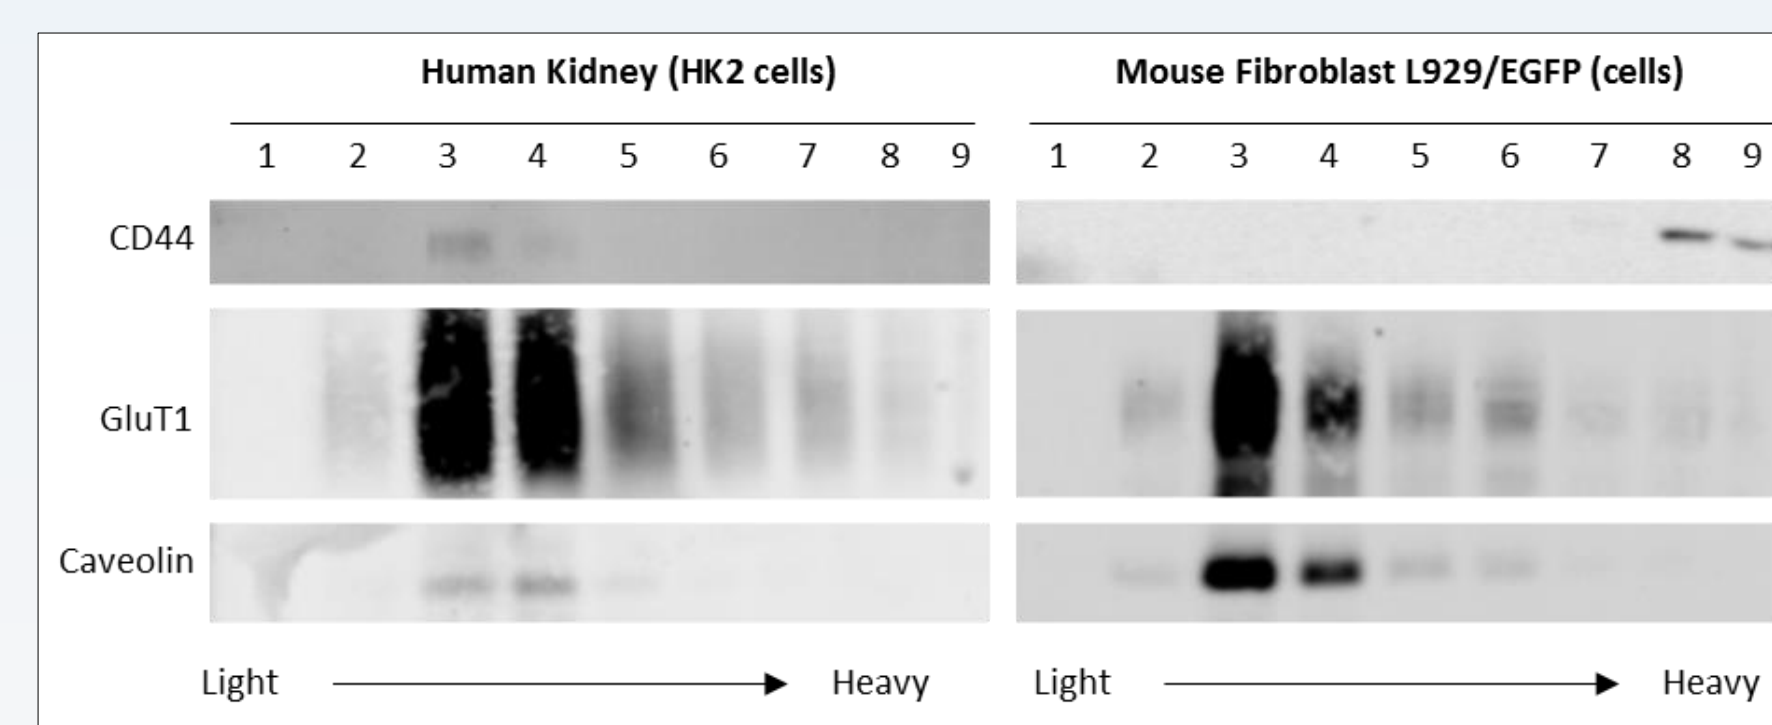 Human Kidney (HK2 cells)
Mouse Fibroblast L929/EGFP (cells)
1 2 3 4 5 6 7 8 9
1 2 3 4 5 6 7 8 9
CD44
GluT1
Caveolin
Light
Heavy
Light
Heavy